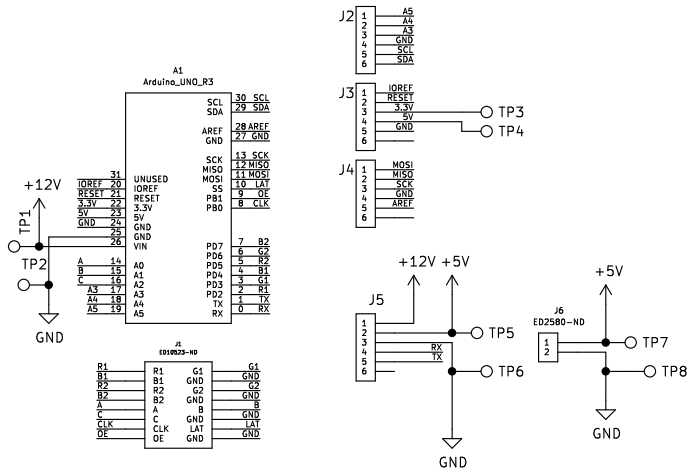 A1
Arduino_UNO_R3
SCL 30 SCL
SDA 29 SDA
AREF 28 AREF
GND 27 GND
SCK 13 SCK
MISO 12 MISO
MOSI 11 MOSI
SS 10 LAT
PB1 9 OE
PB0 8 CLK
31 UNUSED
IOREF 20 IOREF
RESET 21 RESET
3.3V 22 3.3V
5V 23 5V
GND 24 GND
25 GND
26 VIN
PD7 7 B2
PD6 6 G2
PD5 5 R2
PD4 4 B1
PD3 3 G1
PD2 2 R1
TX 1 TX
RX 0 RX
A 14 A0
B 15 A1
C 16 A2
A3 17 A3
A4 18 A4
A5 19 A5
+12V
TP1
TP2
GND
J1
ED10523-ND
R1 R1 G1 G1
B1 B1 GND GND
R2 R2 G2 G2
B2 B2 GND GND
A A B B
C C GND GND
CLK CLK LAT LAT
OE OE GND GND
J2
1 A5
2 A4
3 A3
4 GND
5 SCL
6 SDA
J3
1 IOREF
2 RESET
3 3.3V
4 5V
5 GND
6
TP3
TP4
J4
1 MOSI
2 MISO
3 SCK
4 GND
5 AREF
6
+12V +5V
J5
1
2
3
4 RX
5 TX
6
TP5
TP6
GND
+5V
J6
ED2580-ND
1
2
TP7
TP8
GND